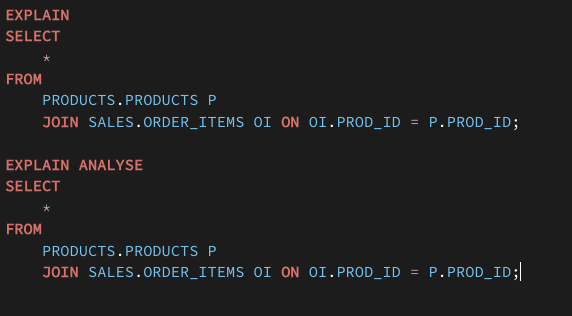 EXPLAIN
SELECT
*
FROM
PRODUCTS.PRODUCTS P
JOIN SALES.ORDER_ITEMS OI ON OI.PROD_ID = P.PROD_ID;
EXPLAIN ANALYSE
SELECT
*
FROM
PRODUCTS.PRODUCTS P
JOIN SALES.ORDER_ITEMS OI ON OI.PROD_ID = P.PROD_ID;